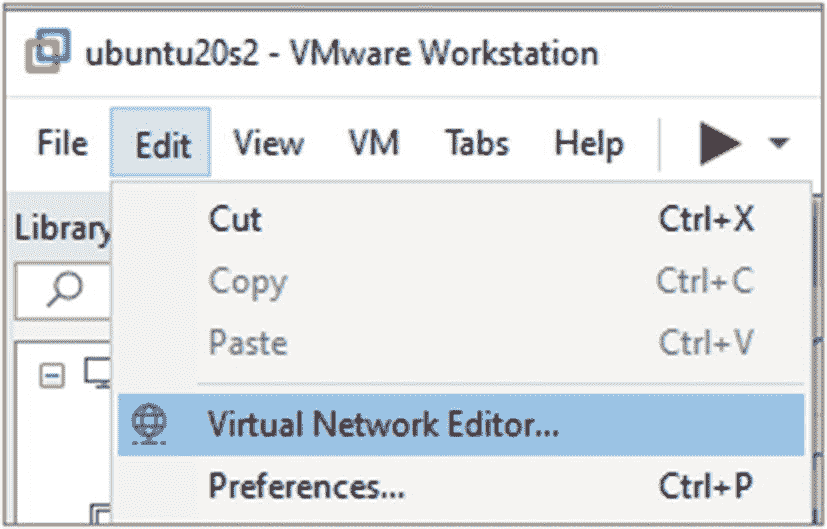 ubuntu20s2 - VMware Workstation
File Edit View VM Tabs Help
Library
Cut Ctrl+X
Copy Ctrl+C
Paste Ctrl+V
Virtual Network Editor...
Preferences... Ctrl+P